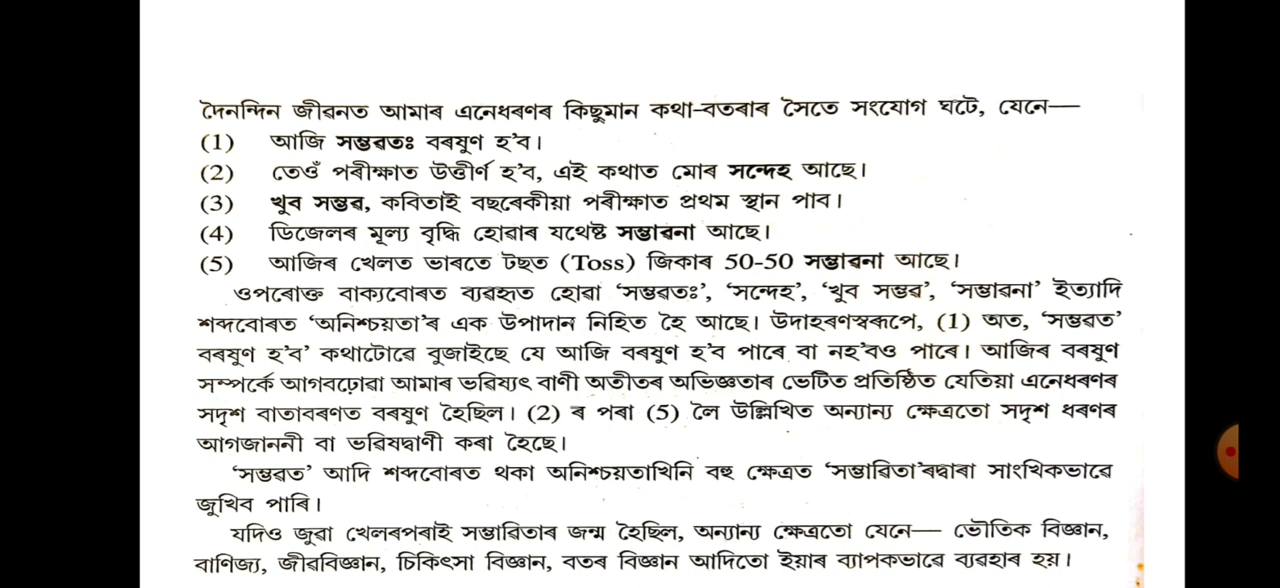 দৈনন্দিন জীৱনত আমাৰ এনেধৰণৰ কিছুমান কথা-বতৰাৰ সৈতে সংযোগ ঘটে, যেনে—
(1) আজি সম্ভৱতঃ বৰষুণ হ'ব।
(2) তেওঁ পৰীক্ষাত উত্তীৰ্ণ হ'ব, এই কথাত মোৰ সন্দেহ আছে।
(3) খুব সম্ভৱ, কবিতাই বছৰেকীয়া পৰীক্ষাত প্ৰথম স্থান পাব।
(4) ডিজেলৰ মূল্য বৃদ্ধি হোৱাৰ যথেষ্ট সম্ভাৱনা আছে।
(5) আজিৰ খেলত ভাৰতে টছত (Toss) জিকাৰ 50-50 সম্ভাৱনা আছে।
ওপৰোক্ত বাক্যবোৰত ব্যৱহৃত হোৱা ‘সম্ভৱতঃ’, ‘সন্দেহ’, ‘খুব সম্ভৱ’, ‘সম্ভাৱনা’ ইত্যাদি
শব্দবোৰত ‘অনিশ্চয়তা’ৰ এক উপাদান নিহিত হৈ আছে। উদাহৰণস্বৰূপে, (1) অত, ‘সম্ভৱত’
বৰষুণ হ'ব’ কথাটোৱে বুজাইছে যে আজি বৰষুণ হ'ব পাৰে বা নহ'বও পাৰে। আজিৰ বৰষুণ
সম্পৰ্কে আগবঢ়োৱা আমাৰ ভৱিষ্যৎ বাণী অতীতৰ অভিজ্ঞতাৰ ভেটিত প্ৰতিষ্ঠিত যেতিয়া এনেধৰণৰ
সদৃশ বাতাবৰণত বৰষুণ হৈছিল। (2) ৰ পৰা (5) লৈ উল্লিখিত অন্যান্য ক্ষেত্ৰতো সদৃশ ধৰণৰ
আগজাননী বা ভৱিষদ্বাণী কৰা হৈছে।
‘সম্ভৱত’ আদি শব্দবোৰত থকা অনিশ্চয়তাখিনি বহু ক্ষেত্ৰত ‘সম্ভাৱিতা’ৰদ্বাৰা সাংখিকভাৱে
জুখিব পাৰি।
যদিও জুৱা খেলৰপৰাই সম্ভাৱিতাৰ জন্ম হৈছিল, অন্যান্য ক্ষেত্ৰতো যেনে— ভৌতিক বিজ্ঞান,
বাণিজ্য, জীৱবিজ্ঞান, চিকিৎসা বিজ্ঞান, বতৰ বিজ্ঞান আদিতো ইয়াৰ ব্যাপকভাৱে ব্যৱহাৰ হয়।